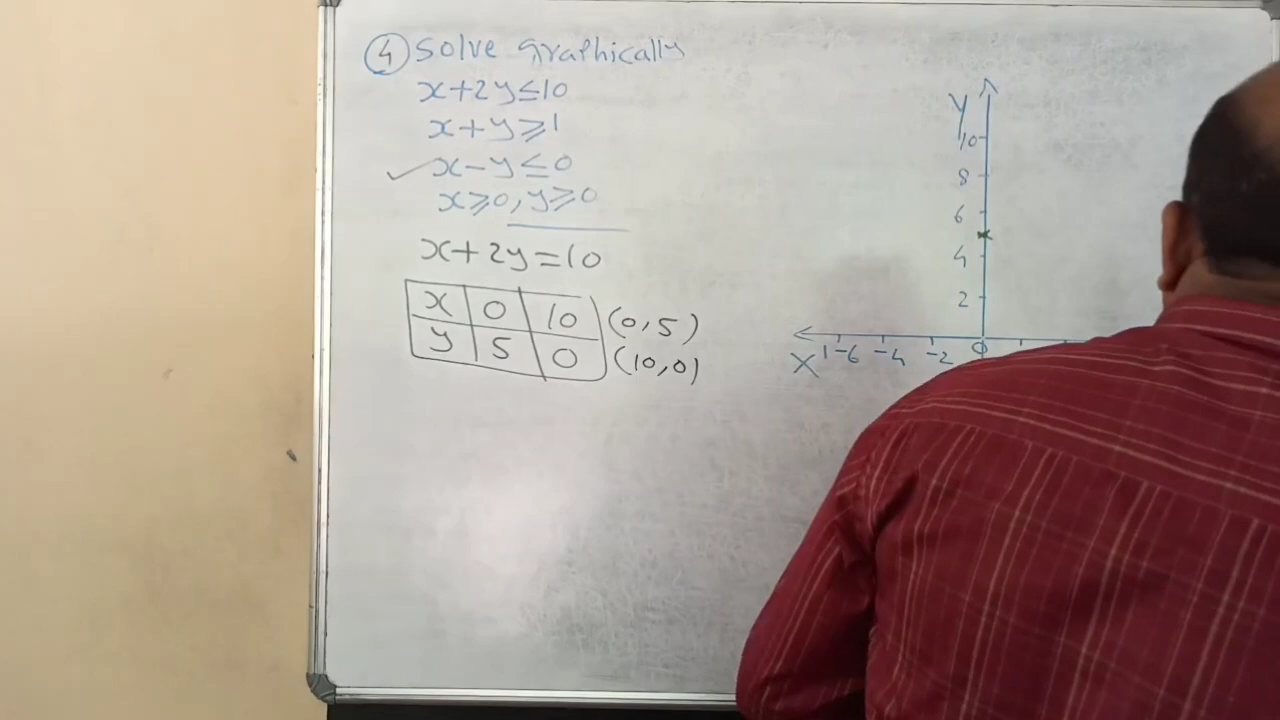 ④ Solve graphically
x+2y≤10
x+y≥1
✓x-y≤0
x≥0, y≥0
x+2y=10
x 0 10 (0,5)
y 5 0 (10,0)
Y
10
8
6
4
2
X' -6 -4 -2 0